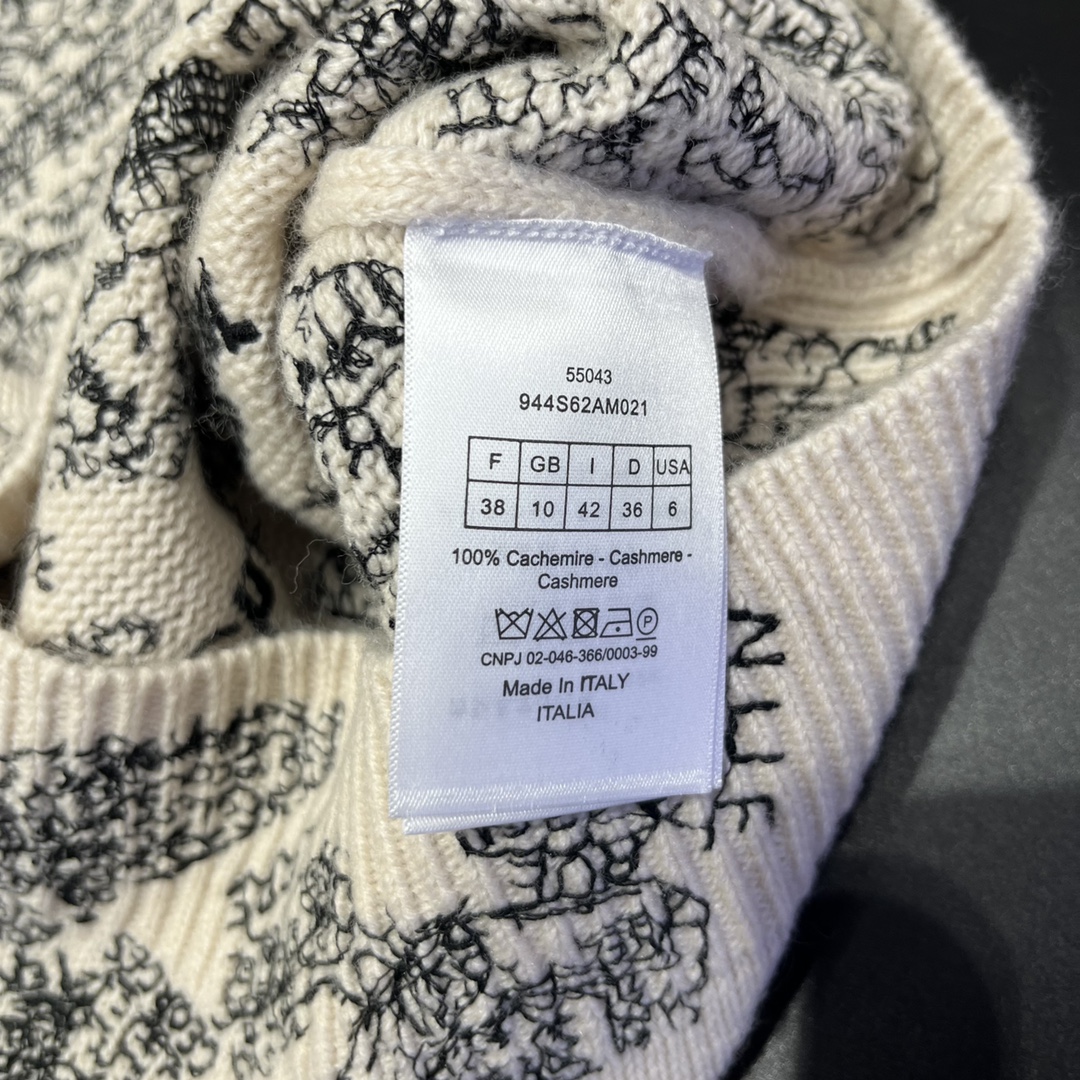 55043
944S62AM021
F GB I D USA
38 10 42 36 6
100% Cachemire - Cashmere -
Cashmere
P
CNPJ 02-046-366/0003-99
Made In ITALY
ITALIA